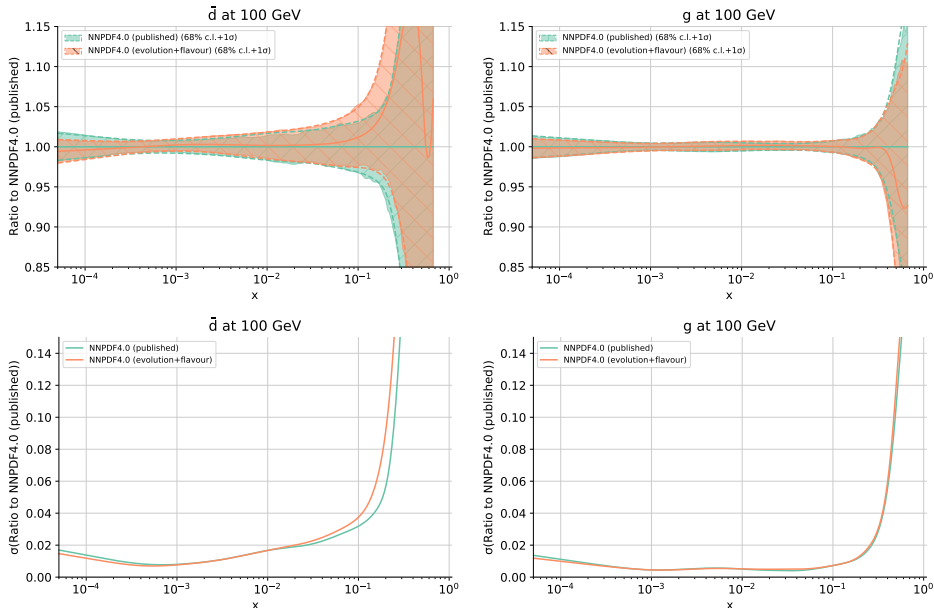 d̄ at 100 GeV
Ratio to NNPDF4.0 (published)
1.15
1.10
1.05
1.00
0.95
0.90
0.85
NNPDF4.0 (published) (68% c.l.+1σ)
NNPDF4.0 (evolution+flavour) (68% c.l.+1σ)
10⁻⁴ 10⁻³ 10⁻² 10⁻¹ 10⁰
x
g at 100 GeV
Ratio to NNPDF4.0 (published)
1.15
1.10
1.05
1.00
0.95
0.90
0.85
NNPDF4.0 (published) (68% c.l.+1σ)
NNPDF4.0 (evolution+flavour) (68% c.l.+1σ)
10⁻⁴ 10⁻³ 10⁻² 10⁻¹ 10⁰
x
d̄ at 100 GeV
σ(Ratio to NNPDF4.0 (published))
0.14
0.12
0.10
0.08
0.06
0.04
0.02
0.00
NNPDF4.0 (published)
NNPDF4.0 (evolution+flavour)
10⁻⁴ 10⁻³ 10⁻² 10⁻¹ 10⁰
x
g at 100 GeV
σ(Ratio to NNPDF4.0 (published))
0.14
0.12
0.10
0.08
0.06
0.04
0.02
0.00
NNPDF4.0 (published)
NNPDF4.0 (evolution+flavour)
10⁻⁴ 10⁻³ 10⁻² 10⁻¹ 10⁰
x